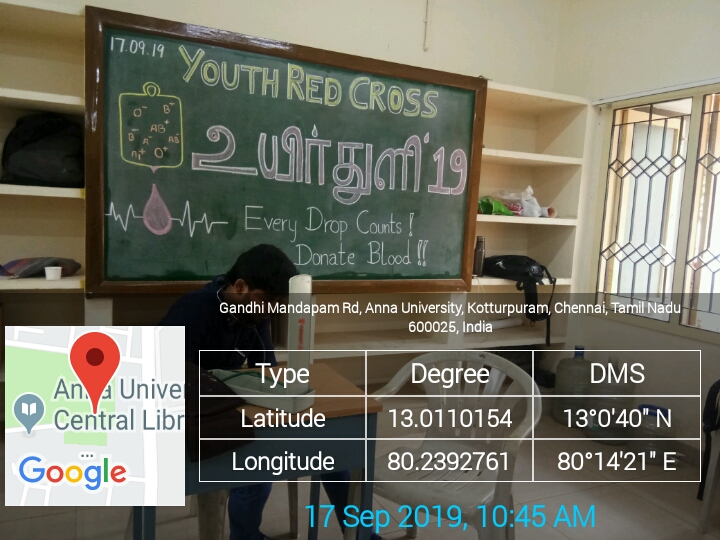 17.09.19
YOUTH RED CROSS
உயிர்துளி '19
O⁻ B⁻
AB⁺
B⁻ A⁻ AB⁻
A₁⁺ O⁺
Every Drop Counts!
Donate Blood!!
Gandhi Mandapam Rd, Anna University, Kotturpuram, Chennai, Tamil Nadu
600025, India
Type Degree DMS
Latitude 13.0110154 13°0'40" N
Longitude 80.2392761 80°14'21" E
Central Libr
Google
17 Sep 2019, 10:45 AM